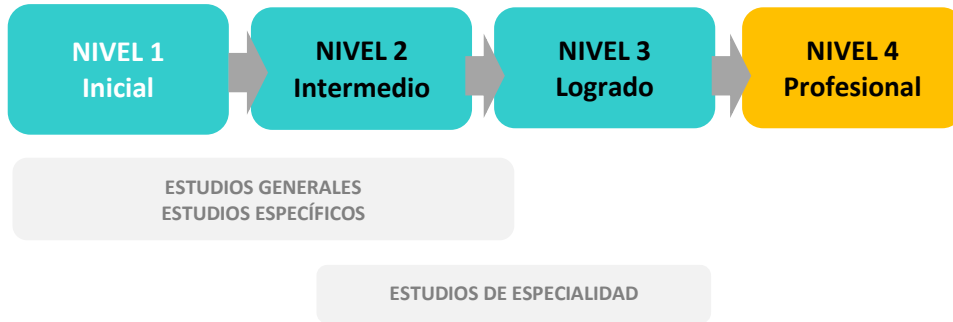 NIVEL 1
Inicial
NIVEL 2
Intermedio
NIVEL 3
Logrado
NIVEL 4
Profesional
ESTUDIOS GENERALES
ESTUDIOS ESPECÍFICOS
ESTUDIOS DE ESPECIALIDAD